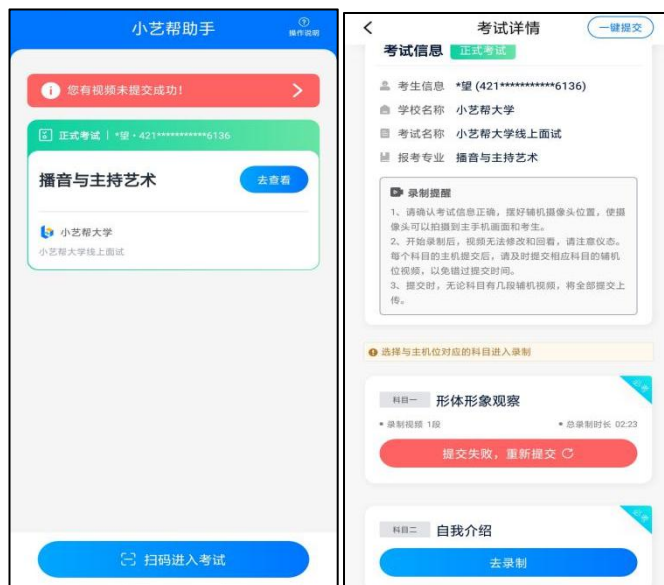 小艺帮助手
操作说明
您有视频未提交成功！
正式考试 | *望·421***********6136
播音与主持艺术
去查看
小艺帮大学
小艺帮大学线上面试
扫码进入考试
考试详情
一键提交
考试信息 正式考试
考生信息 *望 (421***********6136)
学校名称 小艺帮大学
考试名称 小艺帮大学线上面试
报考专业 播音与主持艺术
录制提醒
1、请确认考试信息正确，摆好辅机摄像头位置，使摄
像头可以拍摄到主手机画面和考生。
2、开始录制后，视频无法修改和回看，请注意仪态。
每个科目的主机提交后，请及时提交相应科目的辅机
位视频，以免错过提交时间。
3、提交时，无论科目有几段辅机视频，将全部提交上
传。
选择与主机位对应的科目进入录制
必考
科目一 形体形象观察
• 录制视频 1段 • 总录制时长 02:23
提交失败，重新提交
必考
科目二 自我介绍
去录制